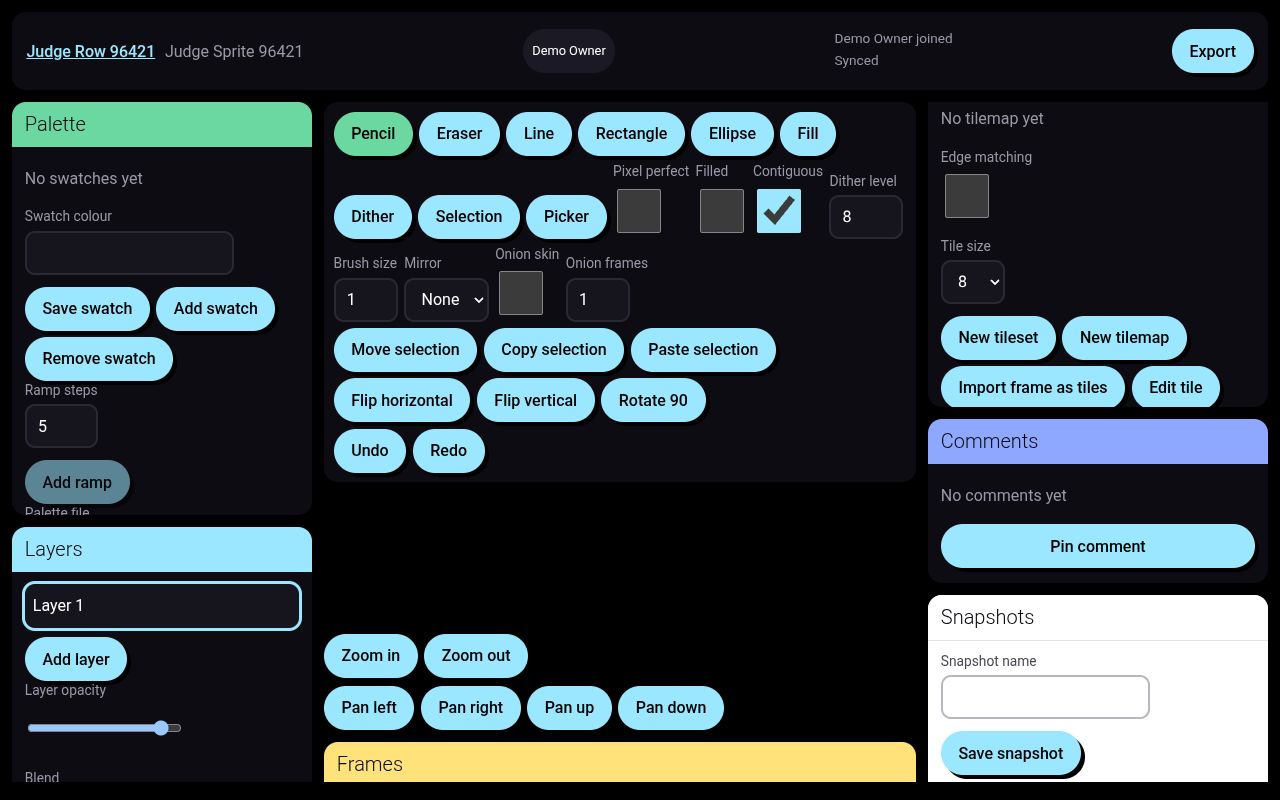 Judge Row 96421 Judge Sprite 96421
Demo Owner
Demo Owner joined
Synced
Export
Palette
No swatches yet
Swatch colour
Save swatch Add swatch
Remove swatch
Ramp steps
5
Add ramp
Palette file
Layers
Layer 1
Add layer
Layer opacity
Blend
Pencil Eraser Line Rectangle Ellipse Fill
Dither Selection Picker Pixel perfect Filled Contiguous Dither level
8
Brush size Mirror Onion skin Onion frames
1 None 1
Move selection Copy selection Paste selection
Flip horizontal Flip vertical Rotate 90
Undo Redo
Zoom in Zoom out
Pan left Pan right Pan up Pan down
Frames
No tilemap yet
Edge matching
Tile size
8
New tileset New tilemap
Import frame as tiles Edit tile
Comments
No comments yet
Pin comment
Snapshots
Snapshot name
Save snapshot